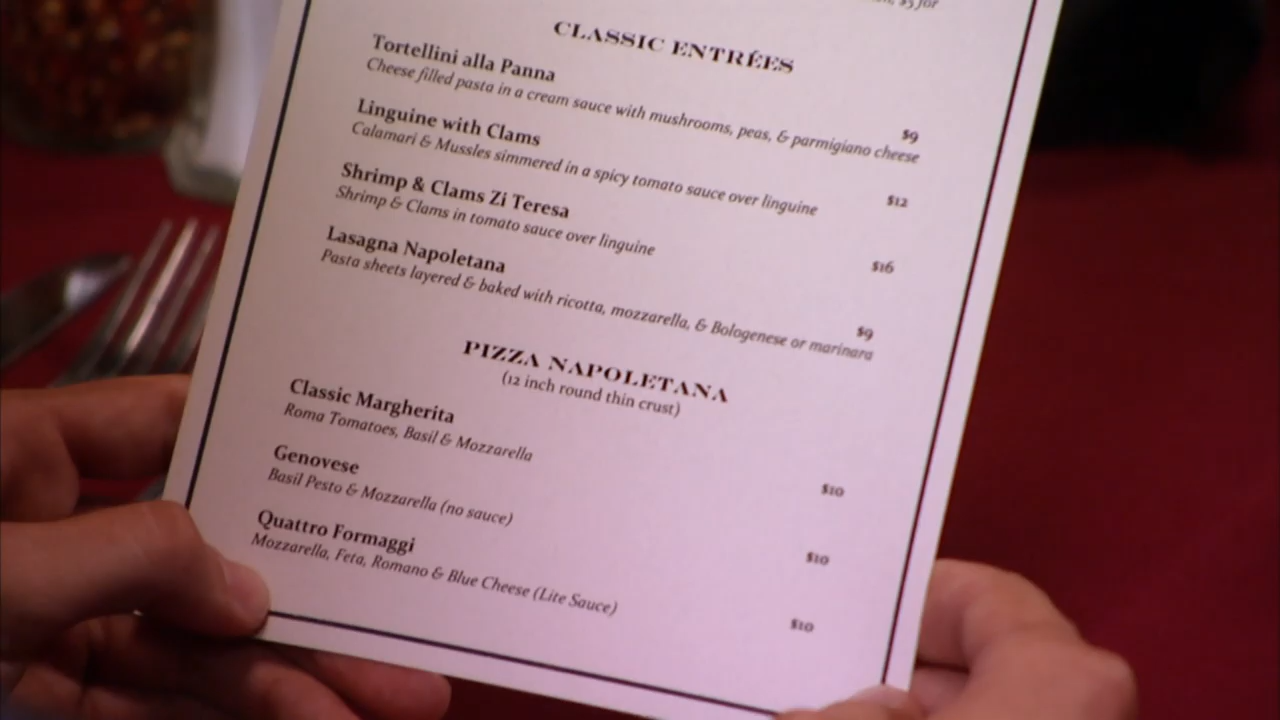 $5 for
CLASSIC ENTRÉES
Tortellini alla Panna
$9
Cheese filled pasta in a cream sauce with mushrooms, peas, & parmigiano cheese
Linguine with Clams
$12
Calamari & Mussles simmered in a spicy tomato sauce over linguine
Shrimp & Clams Zi Teresa
$16
Shrimp & Clams in tomato sauce over linguine
Lasagna Napoletana
$9
Pasta sheets layered & baked with ricotta, mozzarella, & Bologenese or marinara
PIZZA NAPOLETANA
(12 inch round thin crust)
Classic Margherita
$10
Roma Tomatoes, Basil & Mozzarella
Genovese
$10
Basil Pesto & Mozzarella (no sauce)
Quattro Formaggi
$10
Mozzarella, Feta, Romano & Blue Cheese (Lite Sauce)